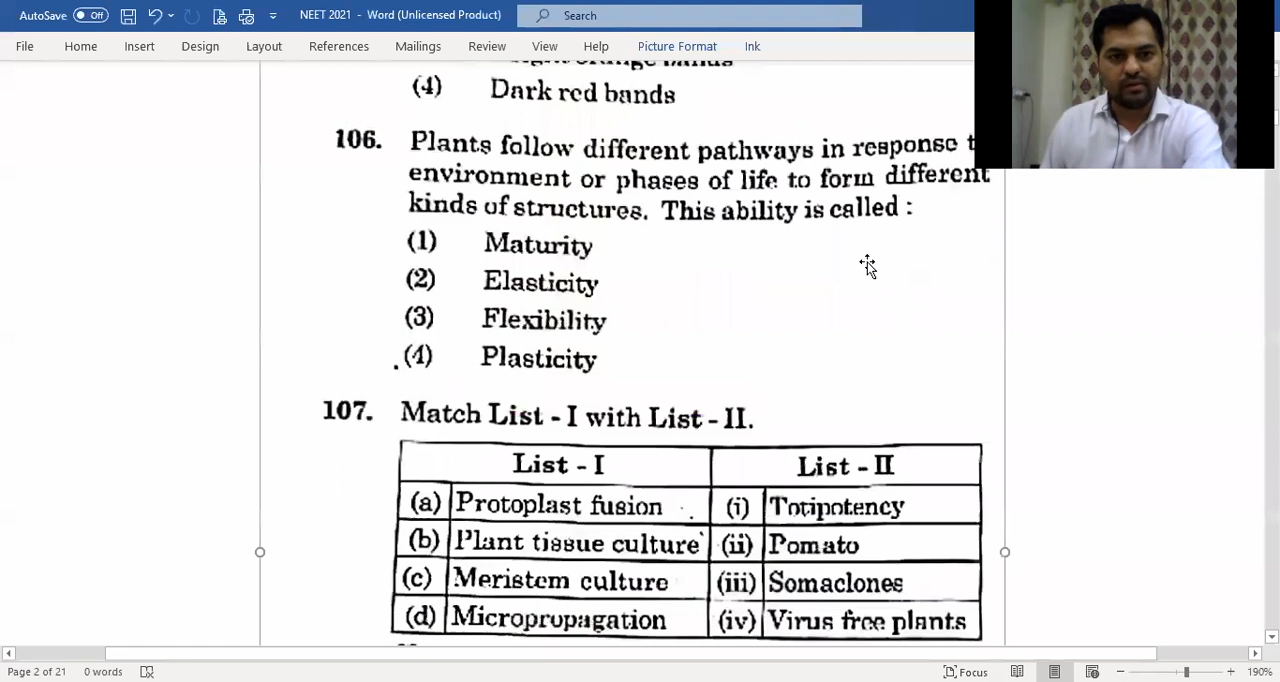 AutoSave Off NEET 2021 - Word (Unlicensed Product) Search
File Home Insert Design Layout References Mailings Review View Help Picture Format Ink
bands
(4) Dark red bands
106. Plants follow different pathways in response
environment or phases of life to form different
kinds of structures. This ability is called :
(1) Maturity
(2) Elasticity
(3) Flexibility
(4) Plasticity
107. Match List - I with List - II.
List - I List - II
(a) Protoplast fusion (i) Totipotency
(b) Plant tissue culture (ii) Pomato
(c) Meristem culture (iii) Somaclones
(d) Micropropagation (iv) Virus free plants
Page 2 of 21 0 words Focus 190%